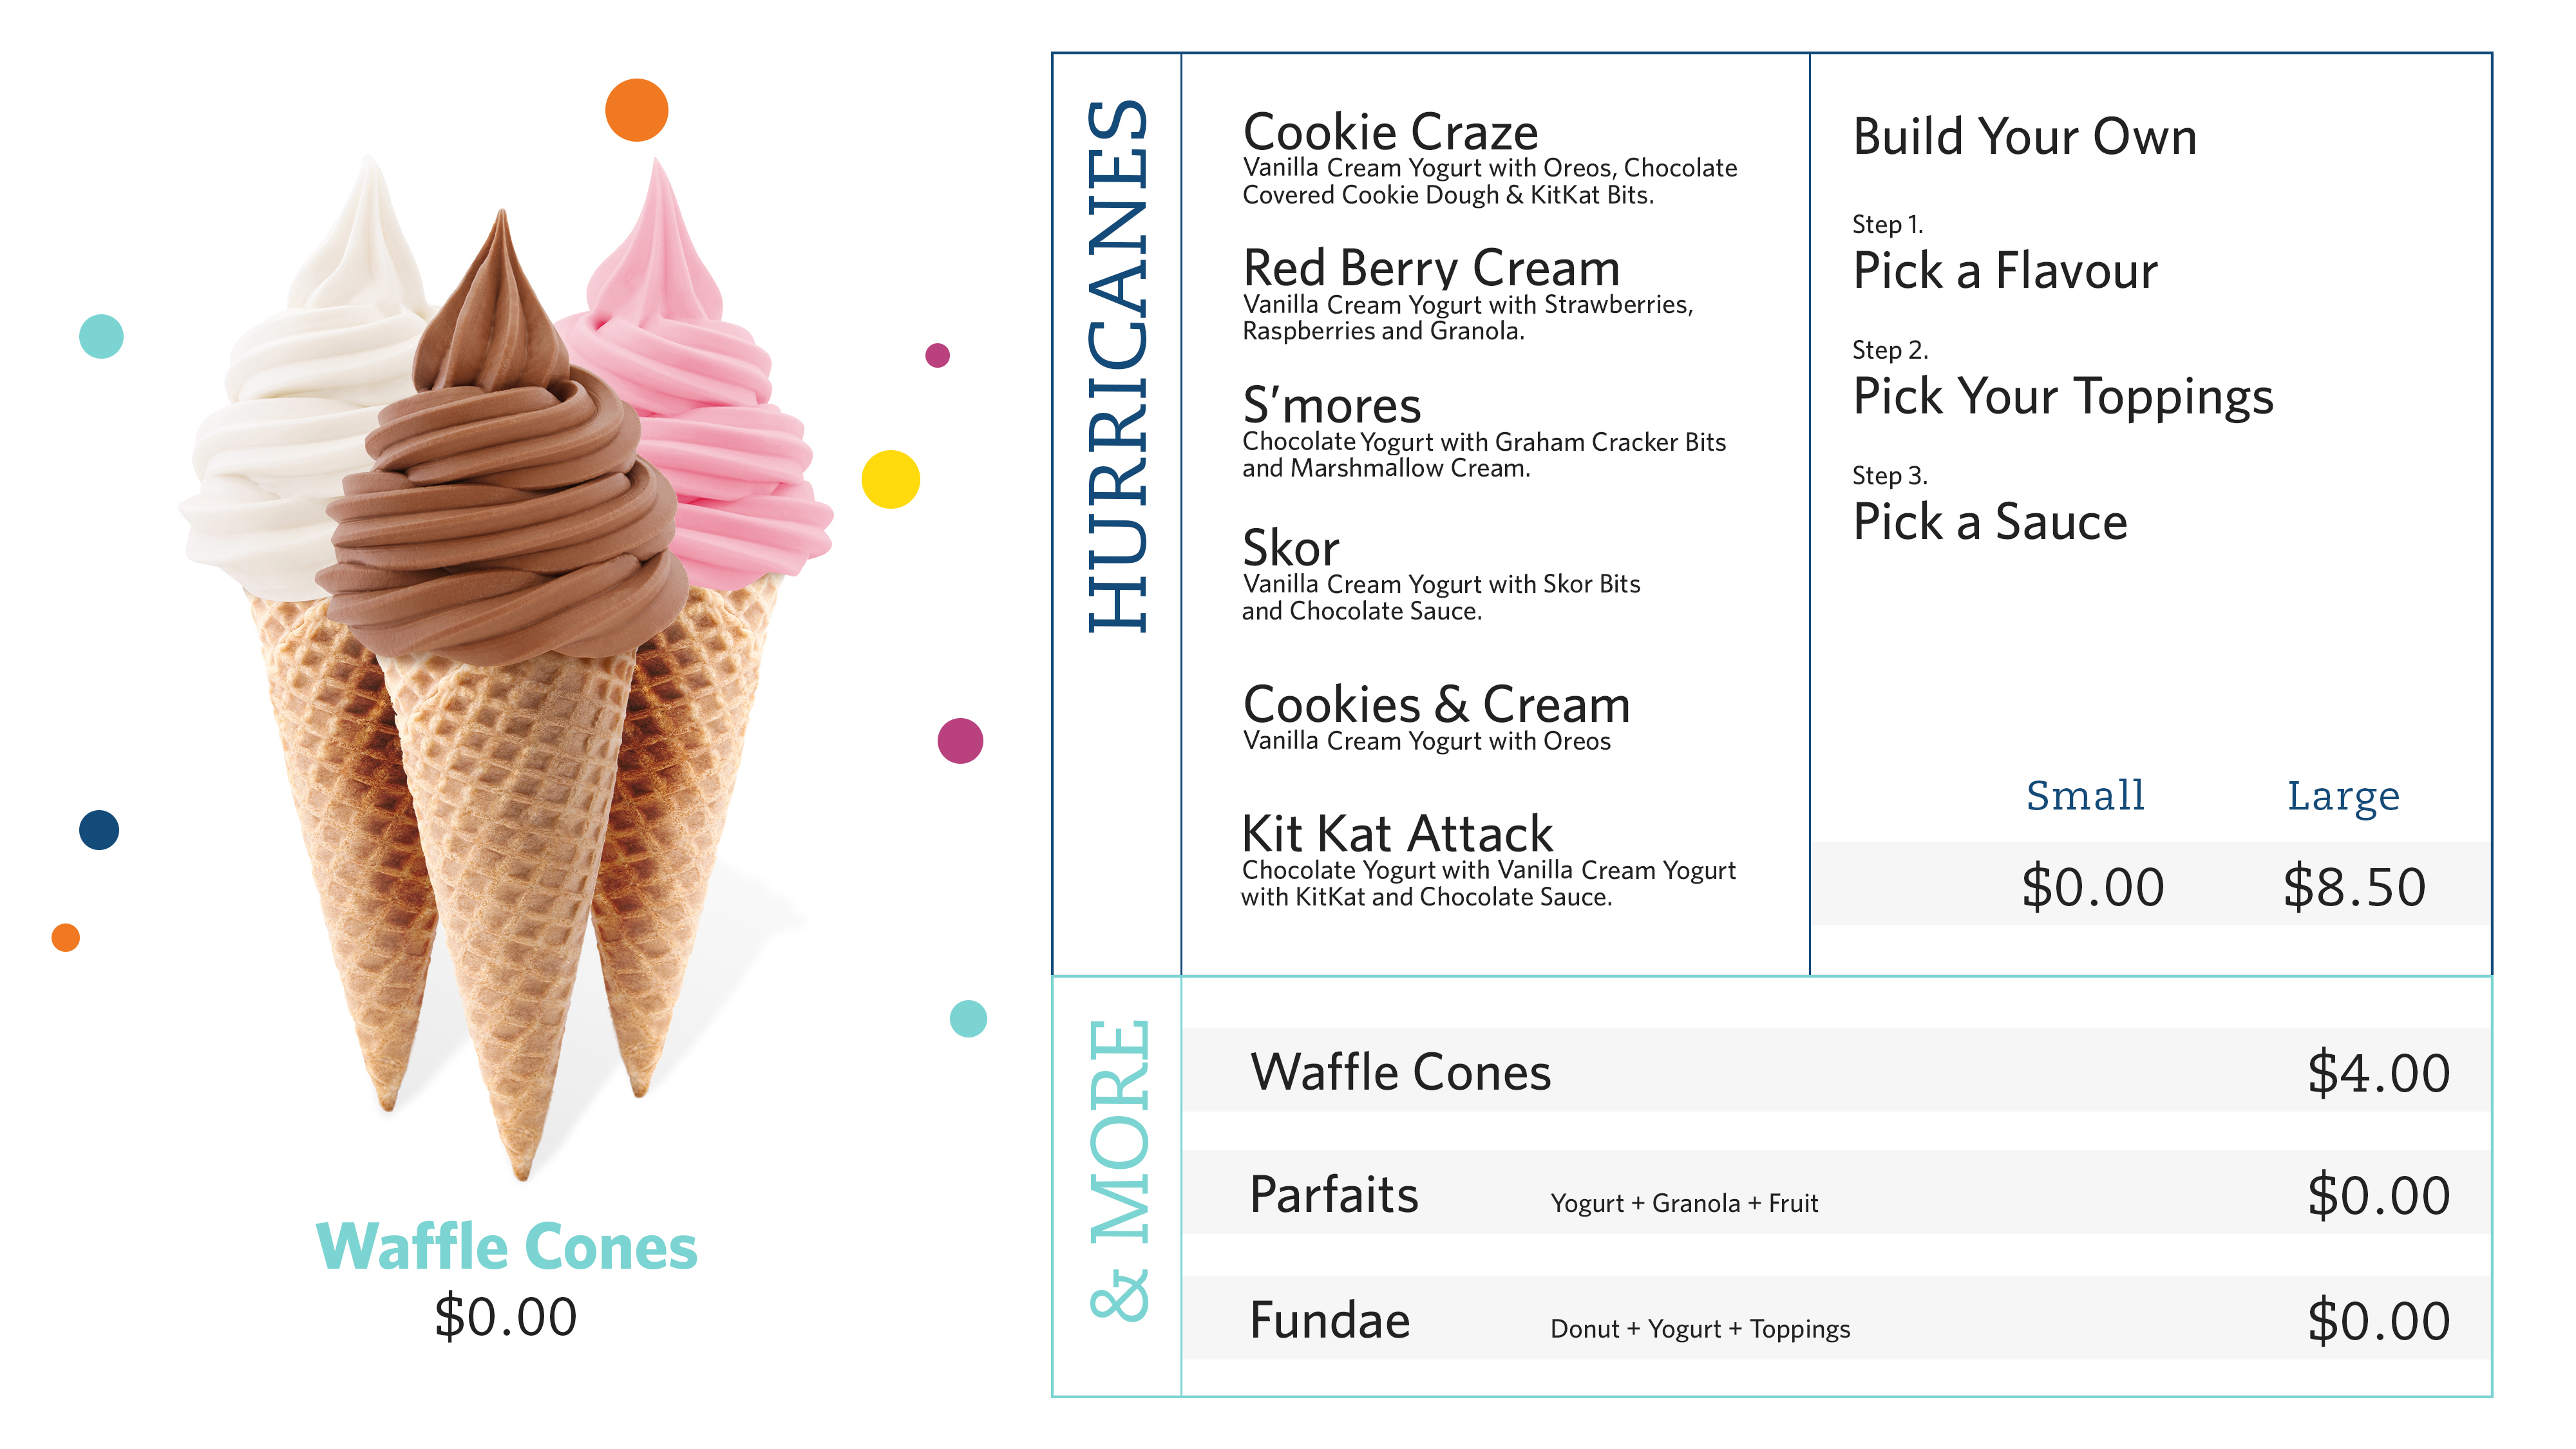 Waffle Cones
$0.00
HURRICANES
Cookie Craze
Vanilla Cream Yogurt with Oreos, Chocolate
Covered Cookie Dough & KitKat Bits.
Red Berry Cream
Vanilla Cream Yogurt with Strawberries,
Raspberries and Granola.
S'mores
Chocolate Yogurt with Graham Cracker Bits
and Marshmallow Cream.
Skor
Vanilla Cream Yogurt with Skor Bits
and Chocolate Sauce.
Cookies & Cream
Vanilla Cream Yogurt with Oreos
Kit Kat Attack
Chocolate Yogurt with Vanilla Cream Yogurt
with KitKat and Chocolate Sauce.
Build Your Own
Step 1.
Pick a Flavour
Step 2.
Pick Your Toppings
Step 3.
Pick a Sauce
Small Large
$0.00 $8.50
& MORE
Waffle Cones $4.00
Parfaits Yogurt + Granola + Fruit $0.00
Fundae Donut + Yogurt + Toppings $0.00